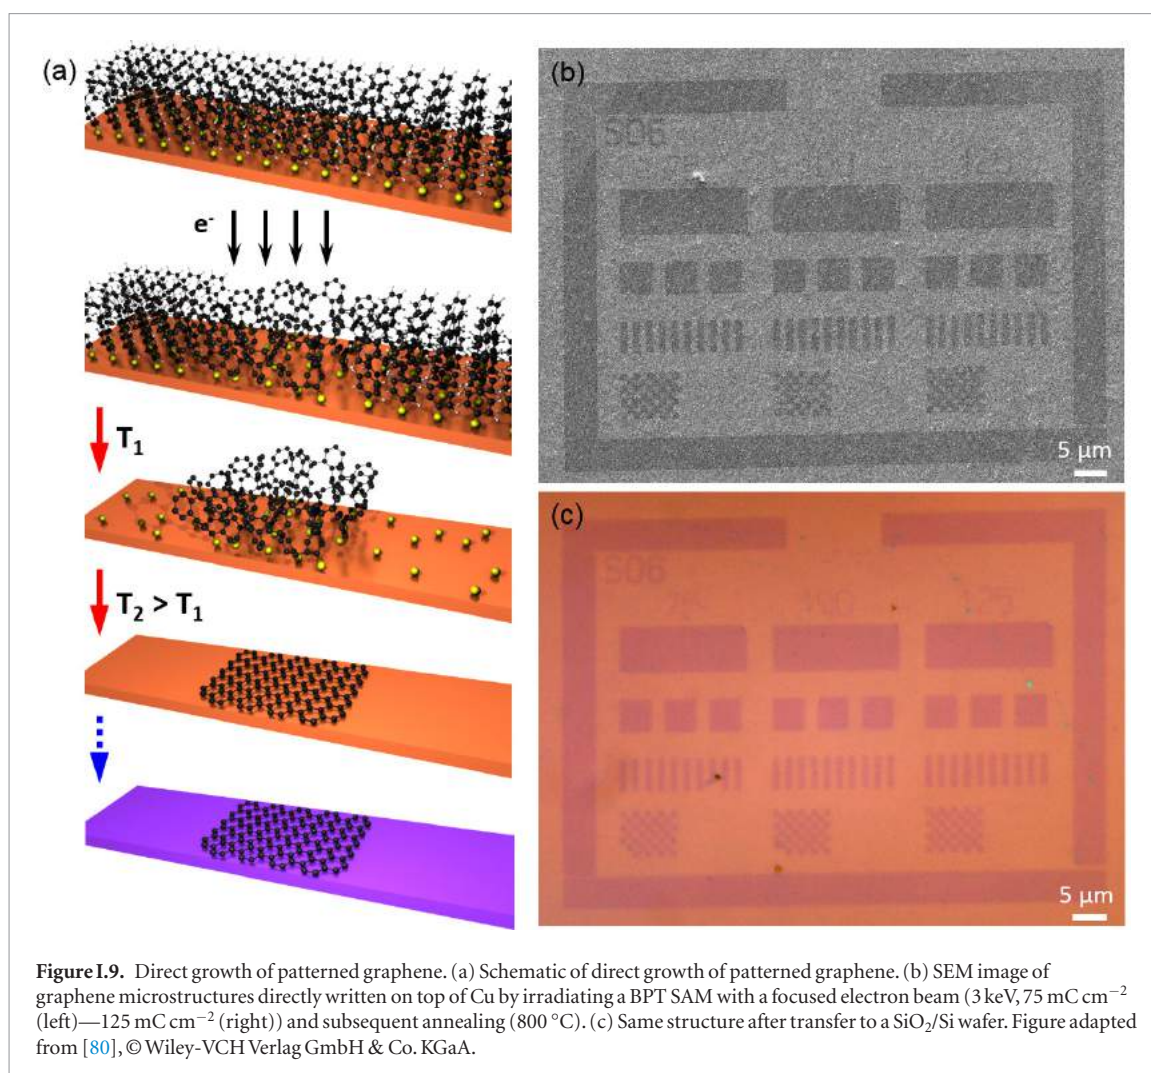 (a)
e-
T₁
T₂ > T₁
(b)
S06
125
5 µm
(c)
S06
75 100 125
5 µm
Figure I.9. Direct growth of patterned graphene. (a) Schematic of direct growth of patterned graphene. (b) SEM image of
graphene microstructures directly written on top of Cu by irradiating a BPT SAM with a focused electron beam (3 keV, 75 mC cm⁻²
(left)—125 mC cm⁻² (right)) and subsequent annealing (800 °C). (c) Same structure after transfer to a SiO₂/Si wafer. Figure adapted
from [80], © Wiley-VCH Verlag GmbH & Co. KGaA.